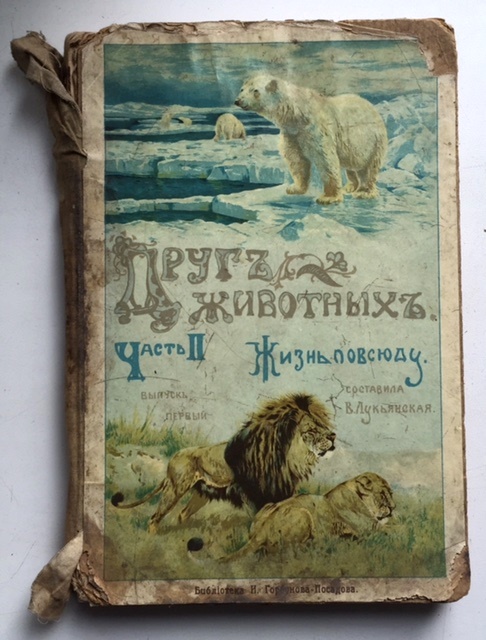 Другъ
животныхъ.
Часть II Жизнь повсюду.
выпускъ составила
первый В. Лукьянская.
Библіотека И. Горбунова-Посадова.